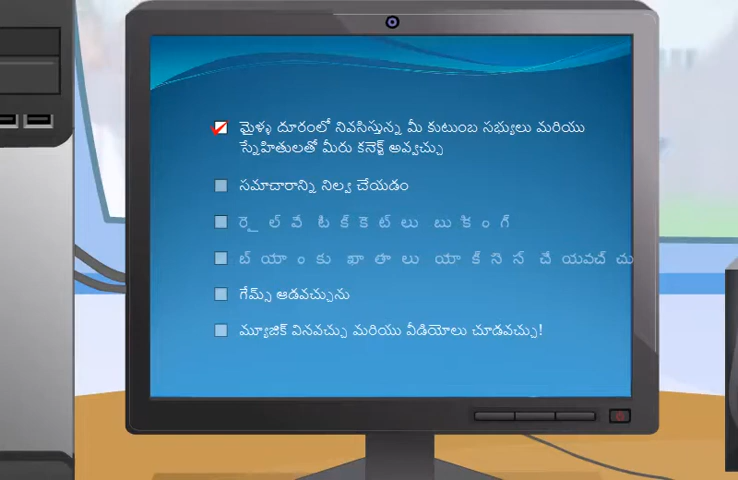 మైళ్ళ దూరంలో నివసిస్తున్న మీ కుటుంబ సభ్యులు మరియు
స్నేహితులతో మీరు కనెక్ట్ అవ్వచ్చు
సమాచారాన్ని నిల్వ చేయడం
రైల్వే టిక్కెట్లు బుకింగ్
బ్యాంకు ఖాతాలు యాక్సెస్ చేయవచ్చు
గేమ్స్ ఆడవచ్చును
మ్యూజిక్ వినవచ్చు మరియు వీడియోలు చూడవచ్చు!